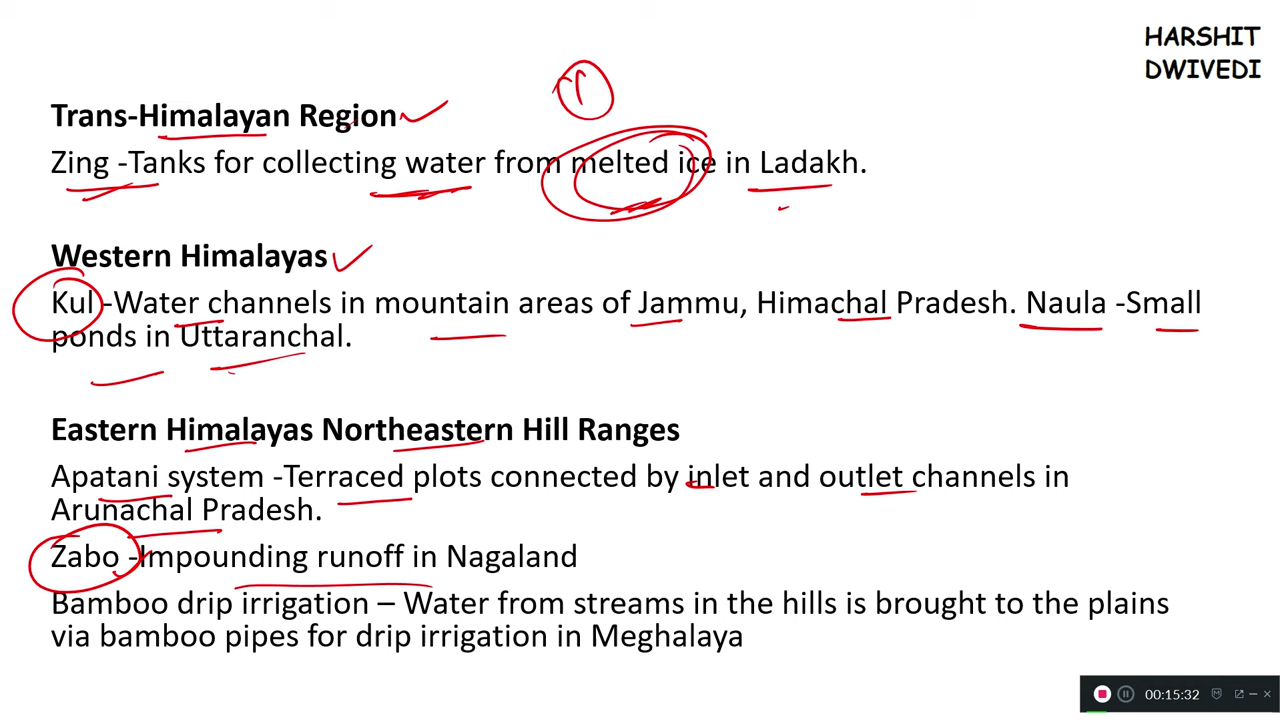 HARSHIT
DWIVEDI
Trans-Himalayan Region
Zing -Tanks for collecting water from melted ice in Ladakh.
Western Himalayas
Kul -Water channels in mountain areas of Jammu, Himachal Pradesh. Naula -Small
ponds in Uttaranchal.
Eastern Himalayas Northeastern Hill Ranges
Apatani system -Terraced plots connected by inlet and outlet channels in
Arunachal Pradesh.
Zabo -Impounding runoff in Nagaland
Bamboo drip irrigation – Water from streams in the hills is brought to the plains
via bamboo pipes for drip irrigation in Meghalaya
00:15:32